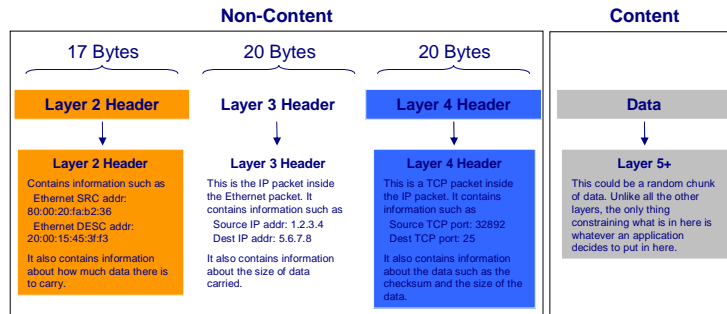 Non-Content
Content
17 Bytes
20 Bytes
20 Bytes
Layer 2 Header
Layer 3 Header
Layer 4 Header
Data
Layer 2 Header
Contains information such as
Ethernet SRC addr:
80:00:20:fa:b2:36
Ethernet DESC addr:
20:00:15:45:3f:f3
It also contains information
about how much data there is
to carry.
Layer 3 Header
This is the IP packet inside
the Ethernet packet. It
contains information such as
Source IP addr: 1.2.3.4
Dest IP addr: 5.6.7.8
It also contains information
about the size of data
carried.
Layer 4 Header
This is a TCP packet inside
the IP packet. It contains
information such as
Source TCP port: 32892
Dest TCP port: 25
It also contains information
about the data such as the
checksum and the size of the
data.
Layer 5+
This could be a random chunk
of data. Unlike all the other
layers, the only thing
constraining what is in here is
whatever an application
decides to put in here.